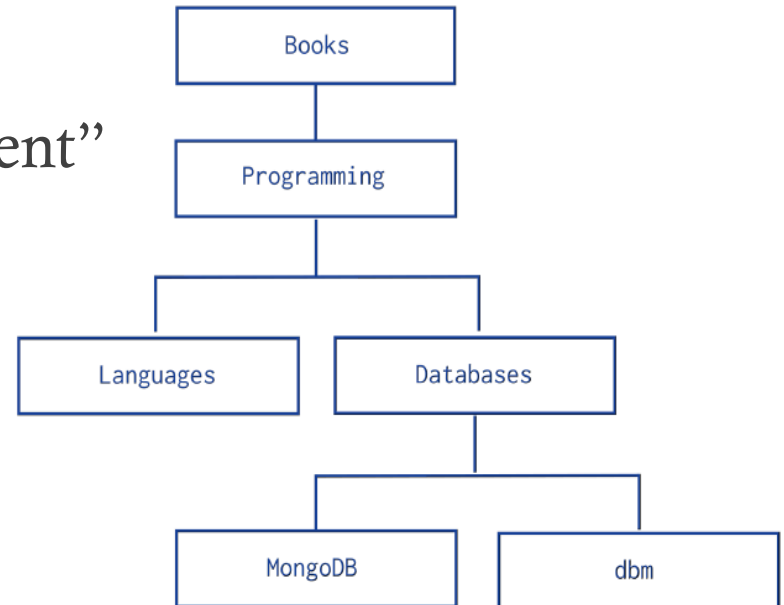 Books
ent”
Programming
Languages
Databases
MongoDB
dbm